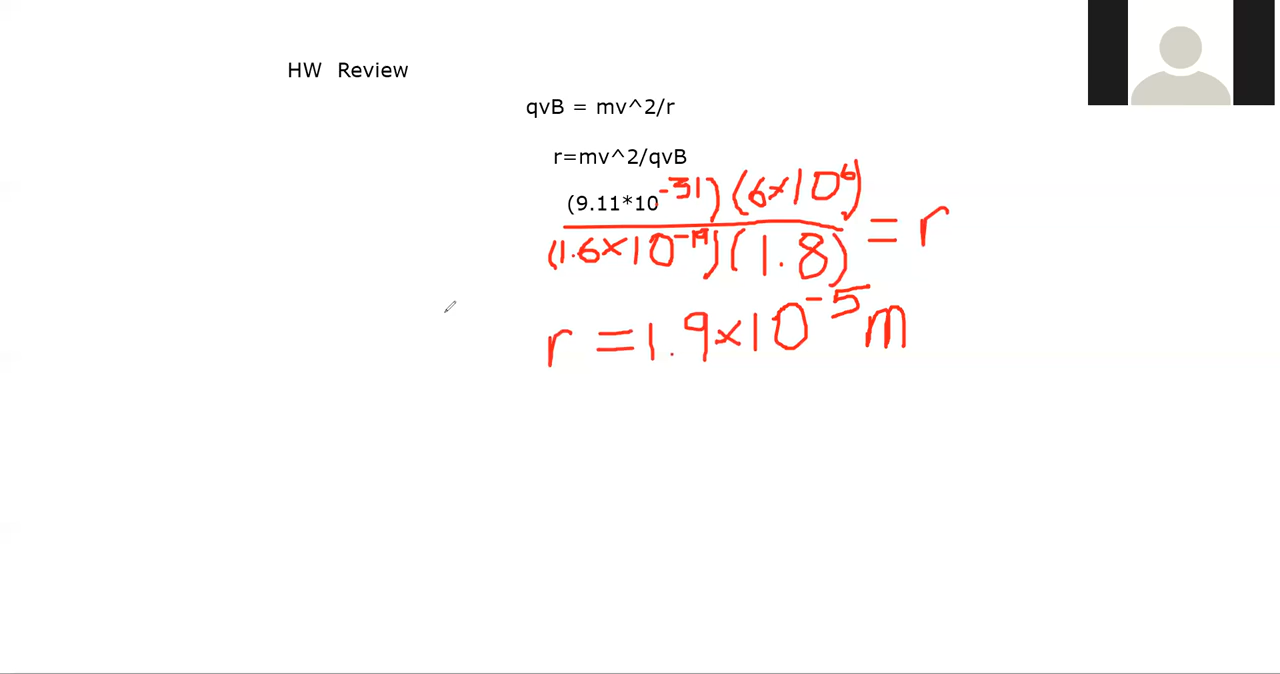 HW Review
qvB = mv^2/r
r=mv^2/qvB
(9.11*10⁻³¹) (6×10⁶)
(1.6×10⁻¹⁹) (1.8) = r
r = 1.9×10⁻⁵ m